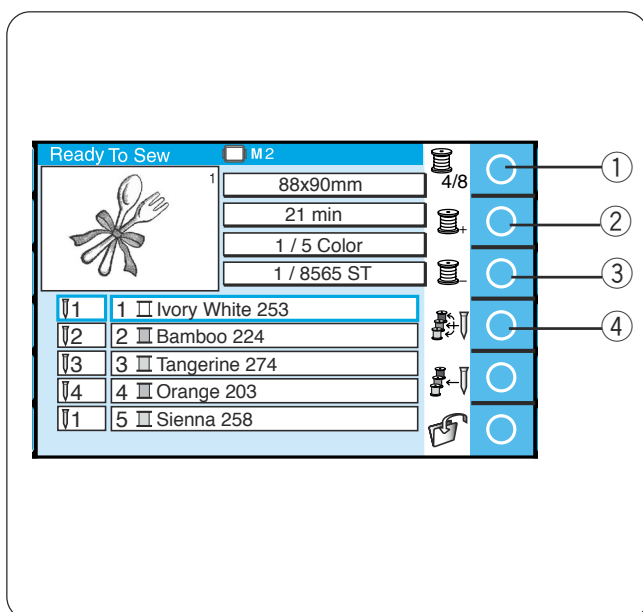 Ready To Sew M 2
1
88x90mm
21 min
1 / 5 Color
1 / 8565 ST
4/8
+
–
1 1 Ivory White 253
2 2 Bamboo 224
3 3 Tangerine 274
4 4 Orange 203
1 5 Sienna 258
①
②
③
④